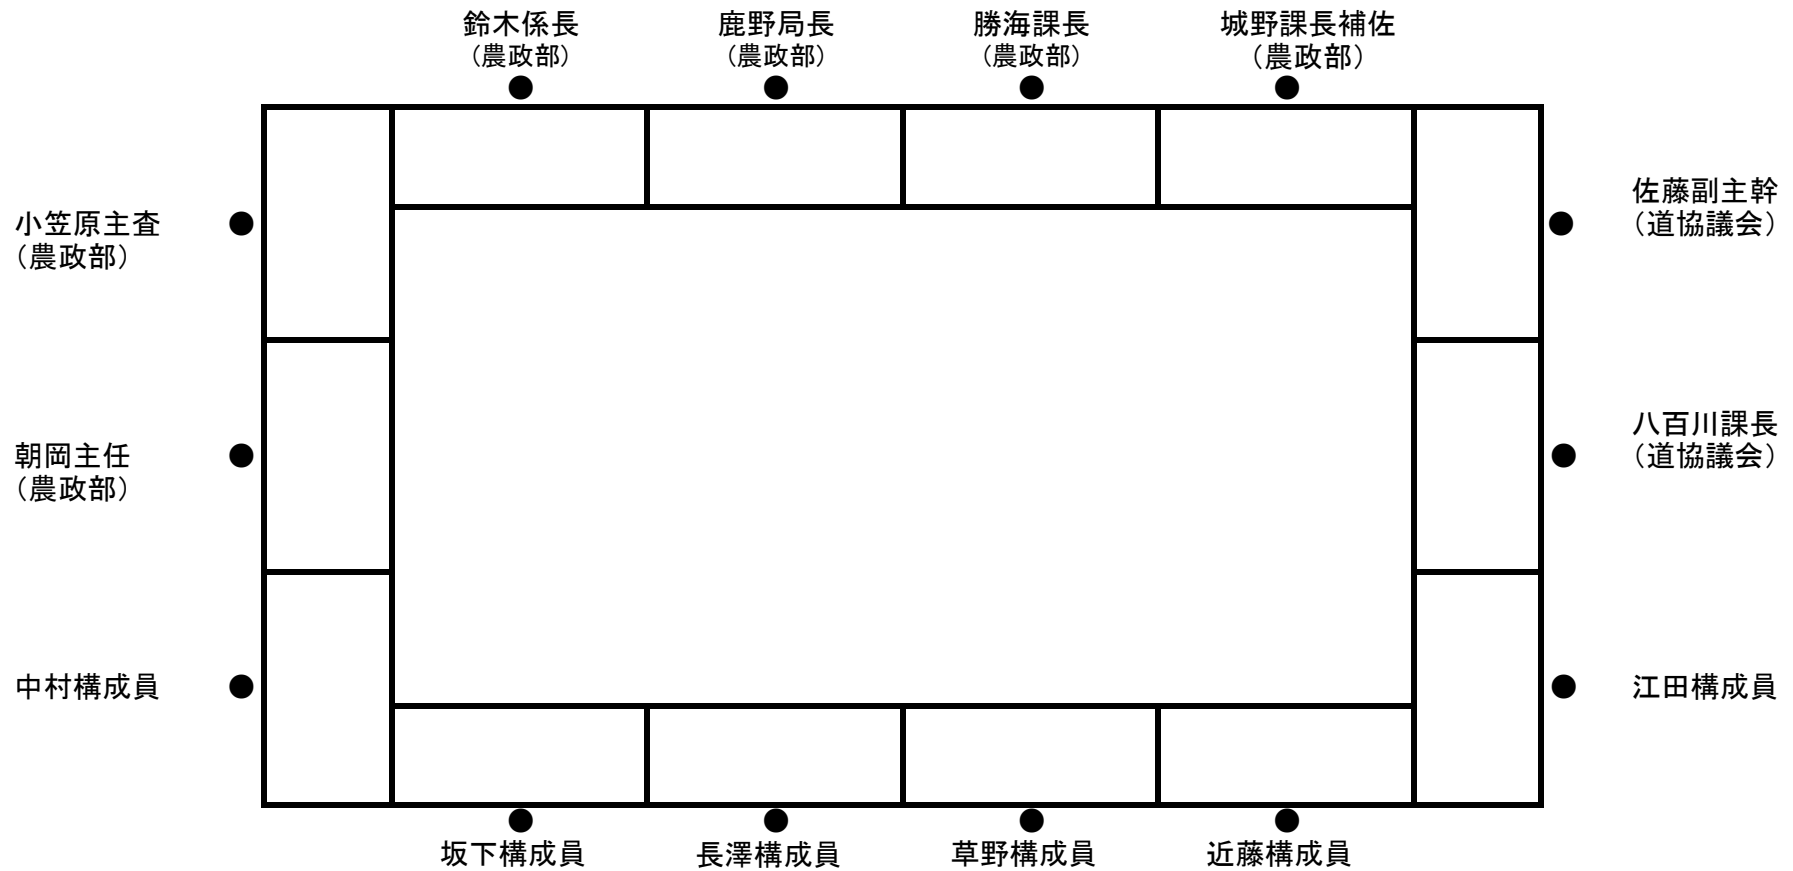 鈴木係長
（農政部）
鹿野局長
（農政部）
勝海課長
（農政部）
城野課長補佐
（農政部）
小笠原主査
（農政部）
佐藤副主幹
（道協議会）
朝岡主任
（農政部）
八百川課長
（道協議会）
中村構成員
江田構成員
坂下構成員
長澤構成員
草野構成員
近藤構成員